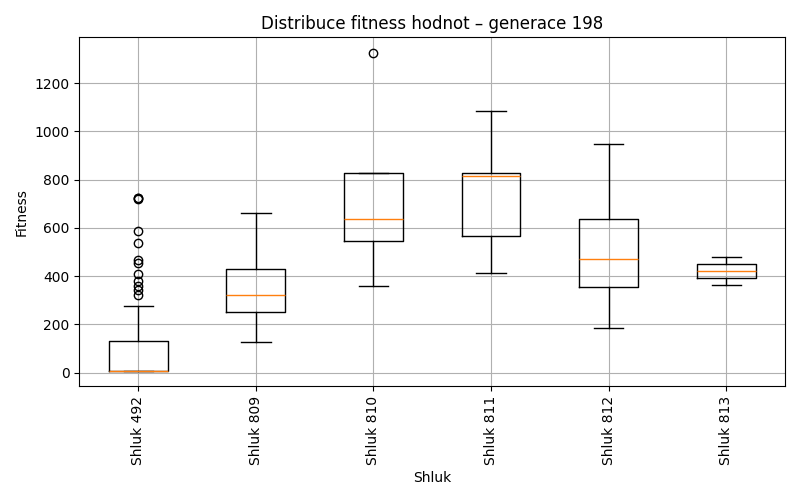 Distribuce fitness hodnot – generace 198
Fitness
1200
1000
800
600
400
200
0
Shluk 492
Shluk 809
Shluk 810
Shluk 811
Shluk 812
Shluk 813
Shluk